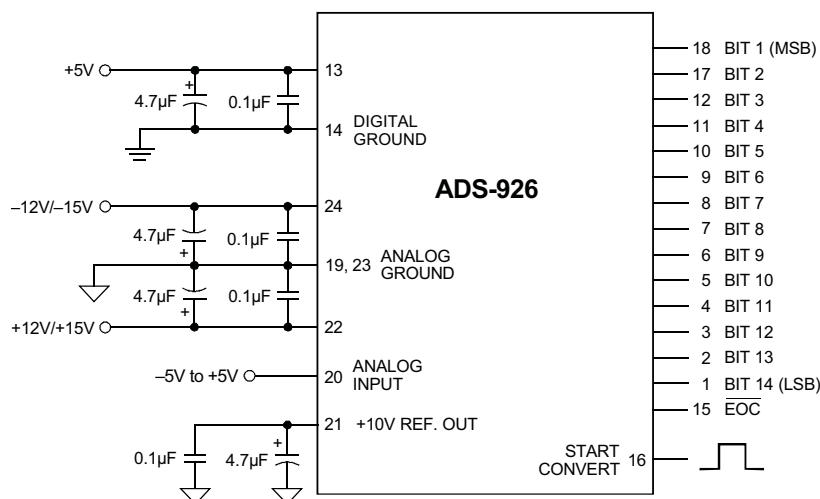 +5V
+
4.7µF
0.1µF
13
14 DIGITAL
GROUND
–12V/–15V
24
4.7µF
0.1µF
+
19, 23 ANALOG
GROUND
4.7µF
0.1µF
+
+12V/+15V
22
–5V to +5V
20 ANALOG
INPUT
21 +10V REF. OUT
0.1µF
+
4.7µF
ADS-926
18 BIT 1 (MSB)
17 BIT 2
12 BIT 3
11 BIT 4
10 BIT 5
9 BIT 6
8 BIT 7
7 BIT 8
6 BIT 9
5 BIT 10
4 BIT 11
3 BIT 12
2 BIT 13
1 BIT 14 (LSB)
15 EOC
START
CONVERT 16